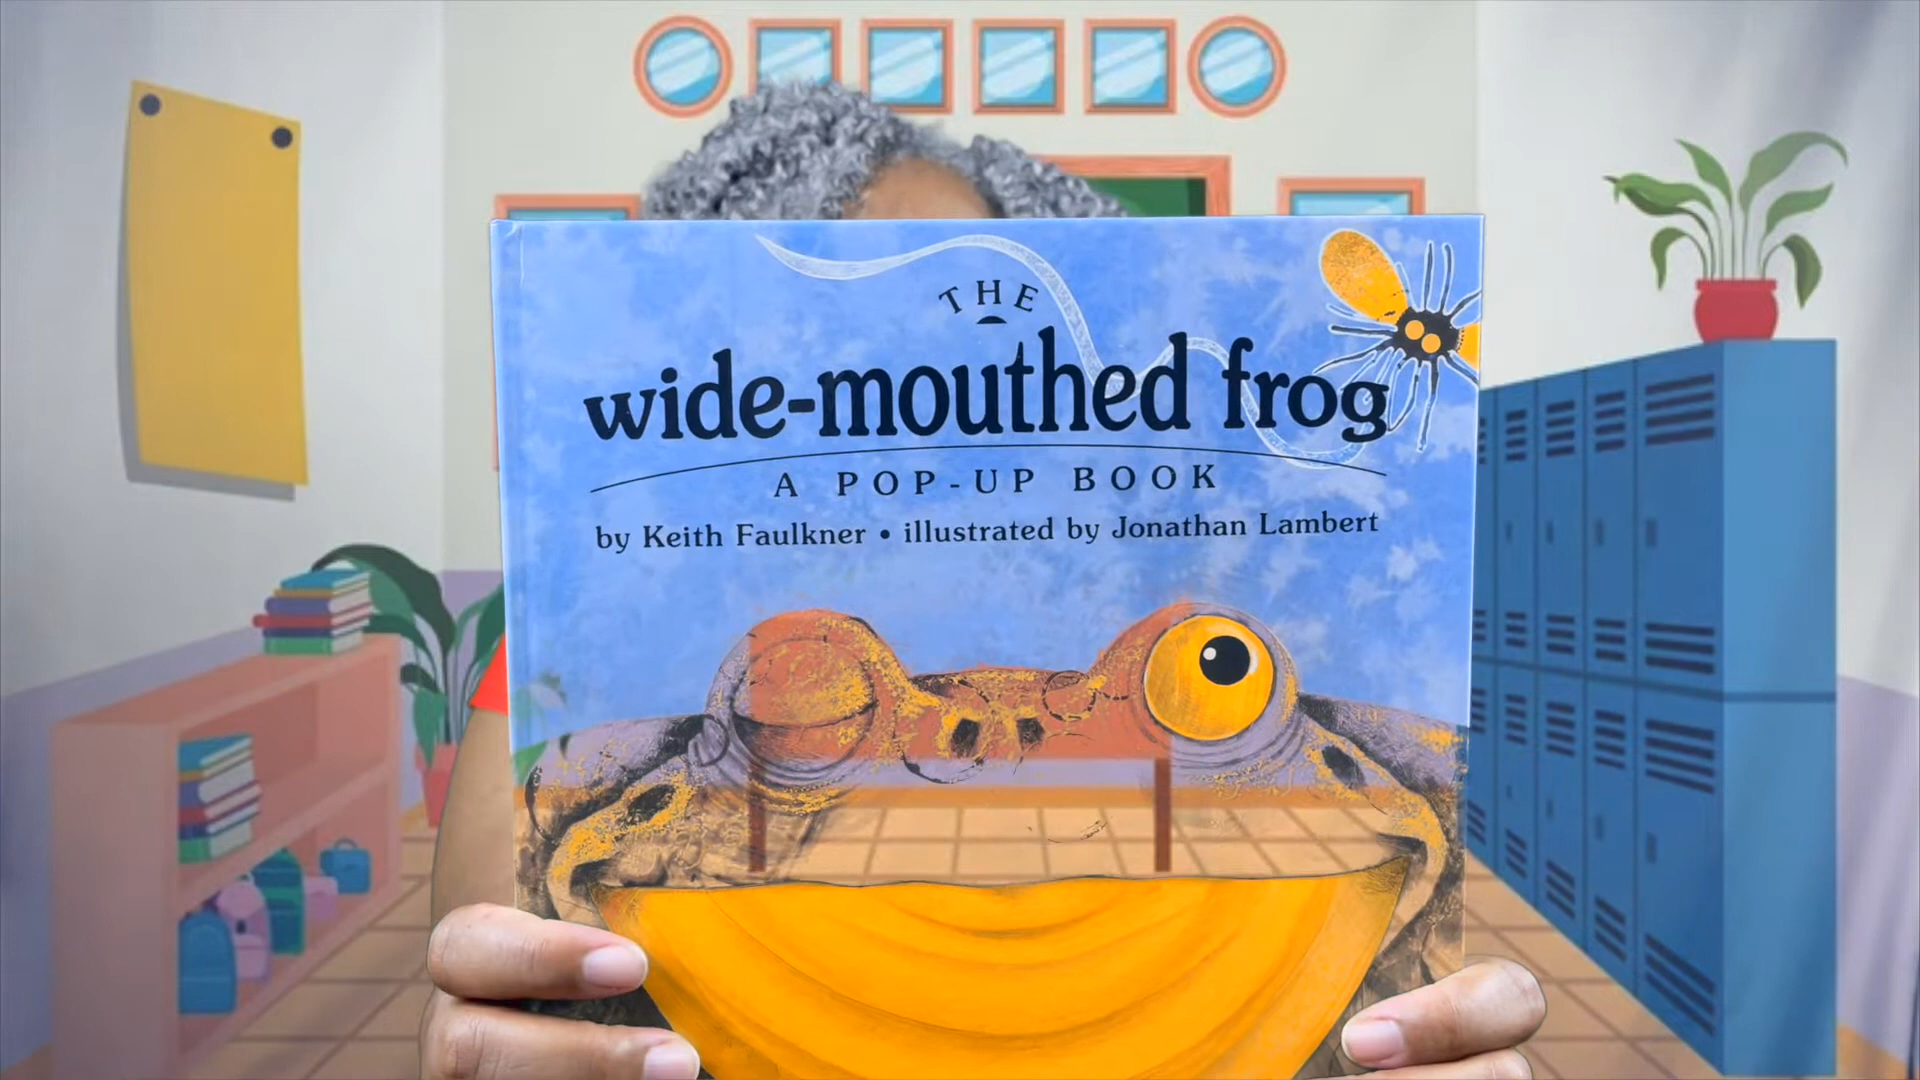 THE
wide-mouthed frog
A POP-UP BOOK
by Keith Faulkner • illustrated by Jonathan Lambert